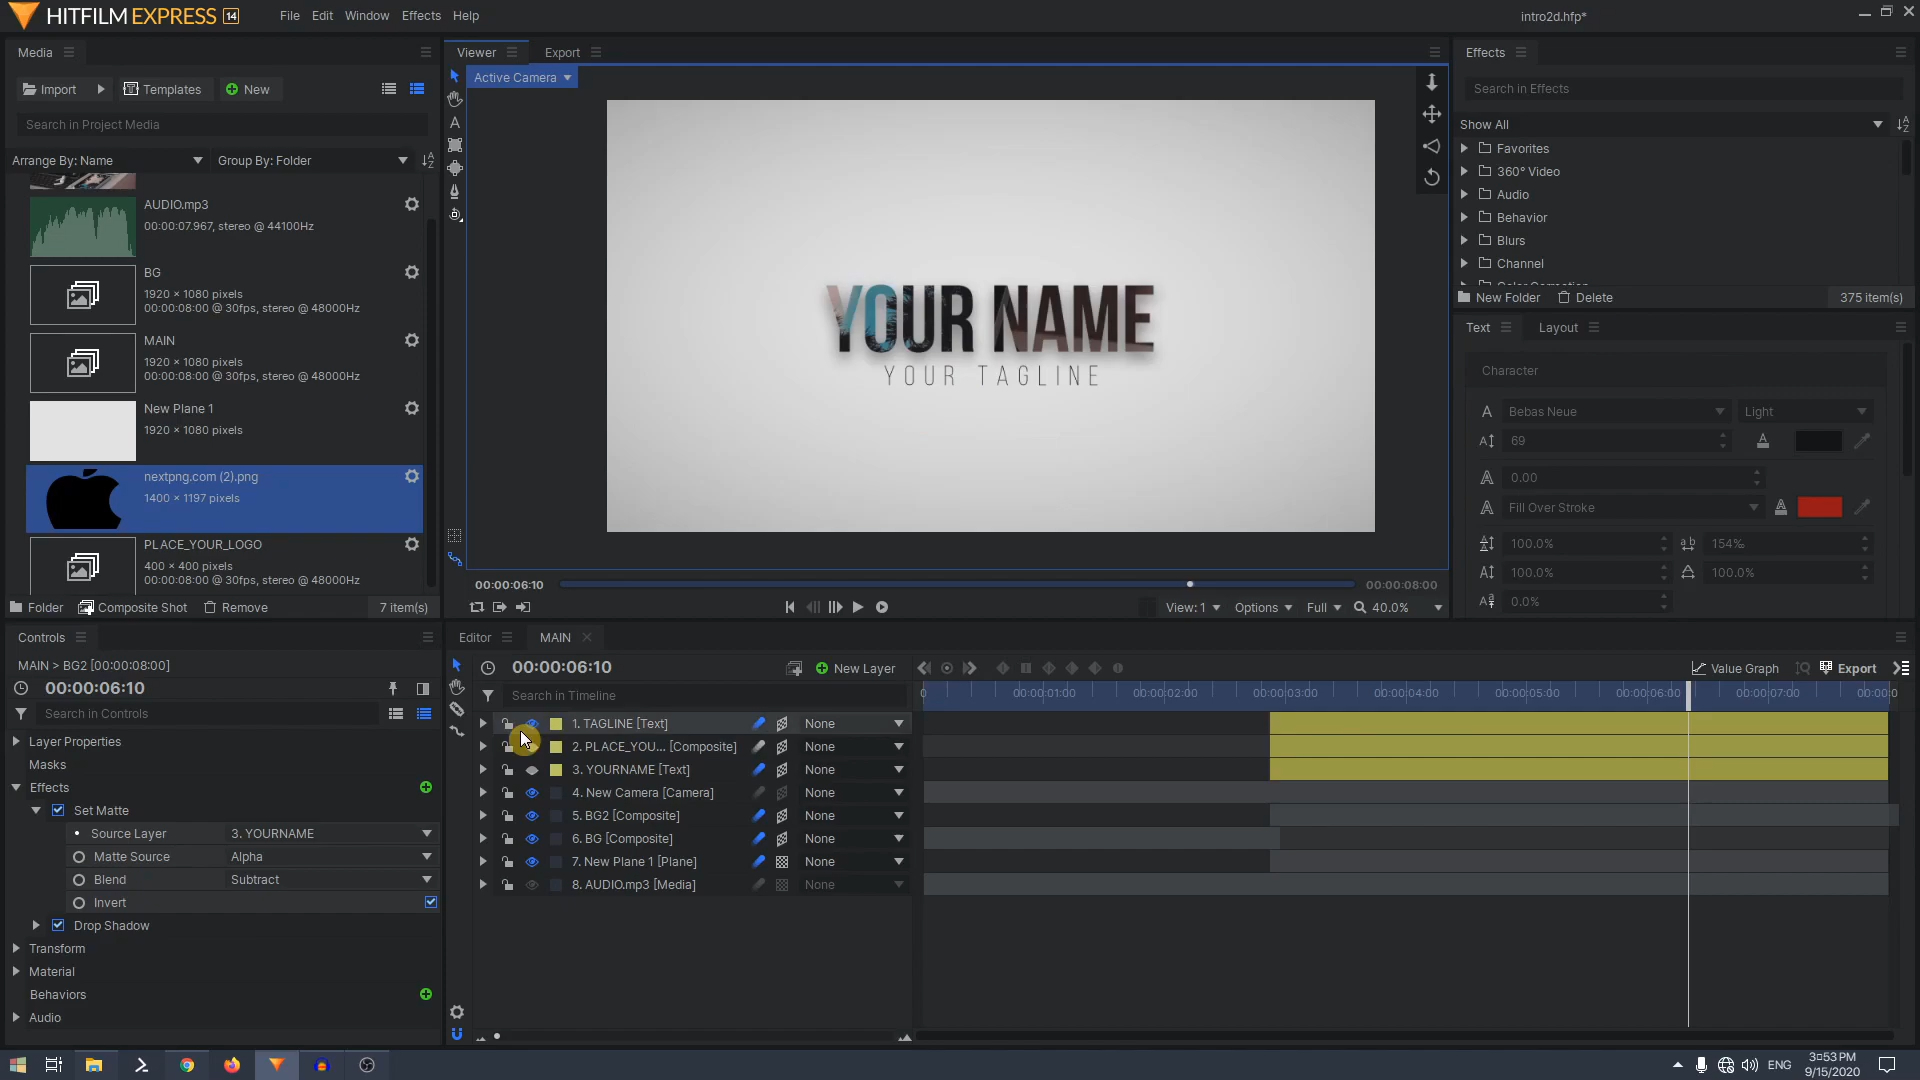 HITFILM EXPRESS 14
File Edit Window Effects Help
intro2d.hfp*
Media
Import Templates New
Search in Project Media
Arrange By: Name Group By: Folder
AUDIO.mp3
00:00:07.967, stereo @ 44100Hz
BG
1920 × 1080 pixels
00:00:08:00 @ 30fps, stereo @ 48000Hz
MAIN
1920 × 1080 pixels
00:00:08:00 @ 30fps, stereo @ 48000Hz
New Plane 1
1920 × 1080 pixels
nextpng.com (2).png
1400 × 1197 pixels
PLACE_YOUR_LOGO
400 × 400 pixels
00:00:08:00 @ 30fps, stereo @ 48000Hz
Folder Composite Shot Remove 7 item(s)
Viewer Export
Active Camera
YOUR NAME
YOUR TAGLINE
00:00:06:10 00:00:08:00
View: 1 Options Full 40.0%
Effects
Search in Effects
Show All
Favorites
360° Video
Audio
Behavior
Blurs
Channel
New Folder Delete 375 item(s)
Text Layout
Character
Bebas Neue Light
69
0.00
Fill Over Stroke
100.0% 154%
100.0% 100.0%
0.0%
Controls
MAIN > BG2 [00:00:08:00]
00:00:06:10
Search in Controls
Layer Properties
Masks
Effects
Set Matte
Source Layer 3. YOURNAME
Matte Source Alpha
Blend Subtract
Invert
Drop Shadow
Transform
Material
Behaviors
Audio
Editor MAIN
00:00:06:10 New Layer Value Graph Export
Search in Timeline
0 00:00:01:00 00:00:02:00 00:00:03:00 00:00:04:00 00:00:05:00 00:00:06:00 00:00:07:00 00:00:0
1. TAGLINE [Text] None
2. PLACE_YOU... [Composite] None
3. YOURNAME [Text] None
4. New Camera [Camera] None
5. BG2 [Composite] None
6. BG [Composite] None
7. New Plane 1 [Plane] None
8. AUDIO.mp3 [Media] None
ENG
3:53 PM
9/15/2020